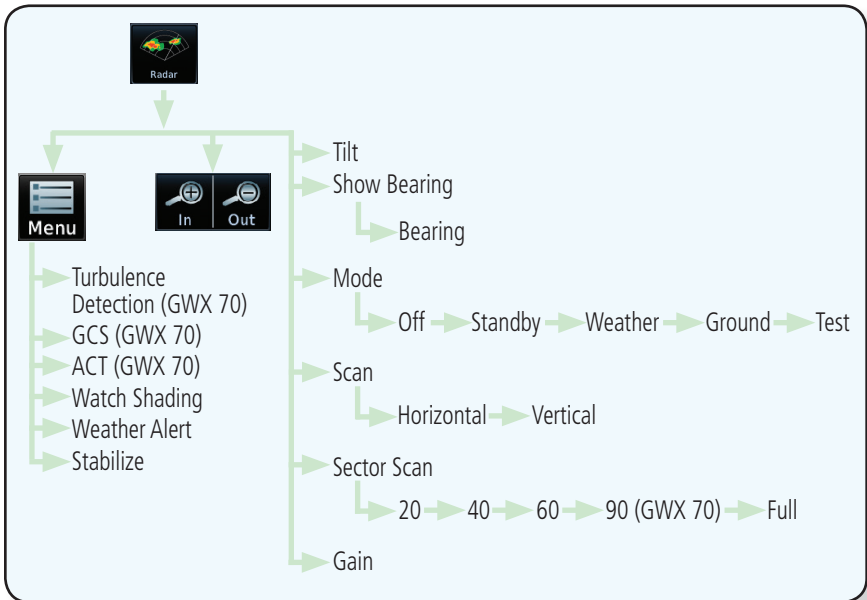 Radar
Menu
In Out
Turbulence
Detection (GWX 70)
GCS (GWX 70)
ACT (GWX 70)
Watch Shading
Weather Alert
Stabilize
Tilt
Show Bearing
Bearing
Mode
Off Standby Weather Ground Test
Scan
Horizontal Vertical
Sector Scan
20 40 60 90 (GWX 70) Full
Gain